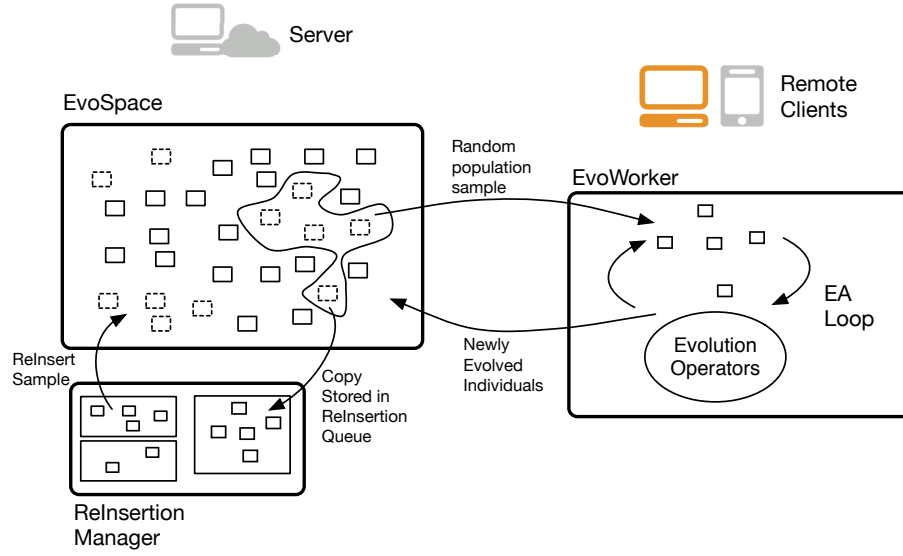 Server
EvoSpace
Remote
Clients
Random
population
sample
EvoWorker
EA
Loop
Evolution
Operators
Newly
Evolved
Individuals
ReInsert
Sample
Copy
Stored in
ReInsertion
Queue
ReInsertion
Manager